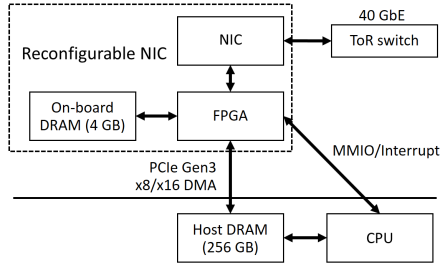 40 GbE
Reconfigurable NIC
NIC
ToR switch
On-board
DRAM (4 GB)
FPGA
MMIO/Interrupt
PCIe Gen3
x8/x16 DMA
Host DRAM
(256 GB)
CPU